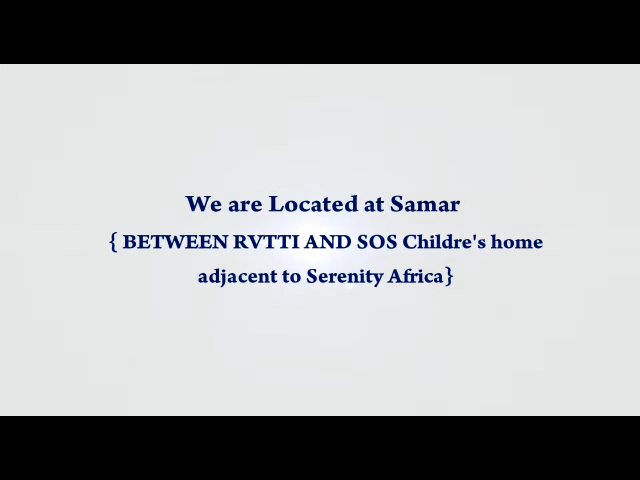 We are Located at Samar
{ BETWEEN RVTTI AND SOS Childre's home
adjacent to Serenity Africa}